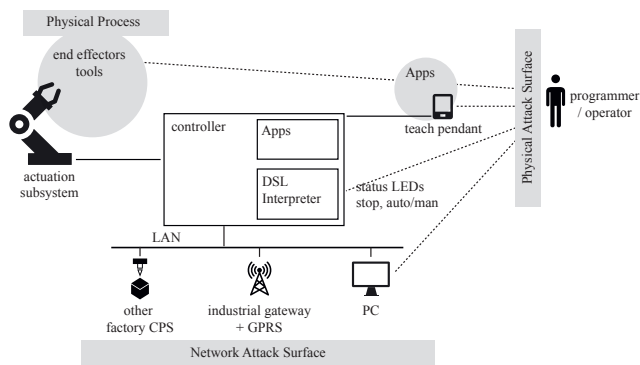 Physical Process
end effectors
tools
Apps
programmer
/ operator
Physical Attack Surface
controller
Apps
teach pendant
actuation
subsystem
DSL
Interpreter
status LEDs
stop, auto/man
LAN
other
factory CPS
industrial gateway
+ GPRS
PC
Network Attack Surface